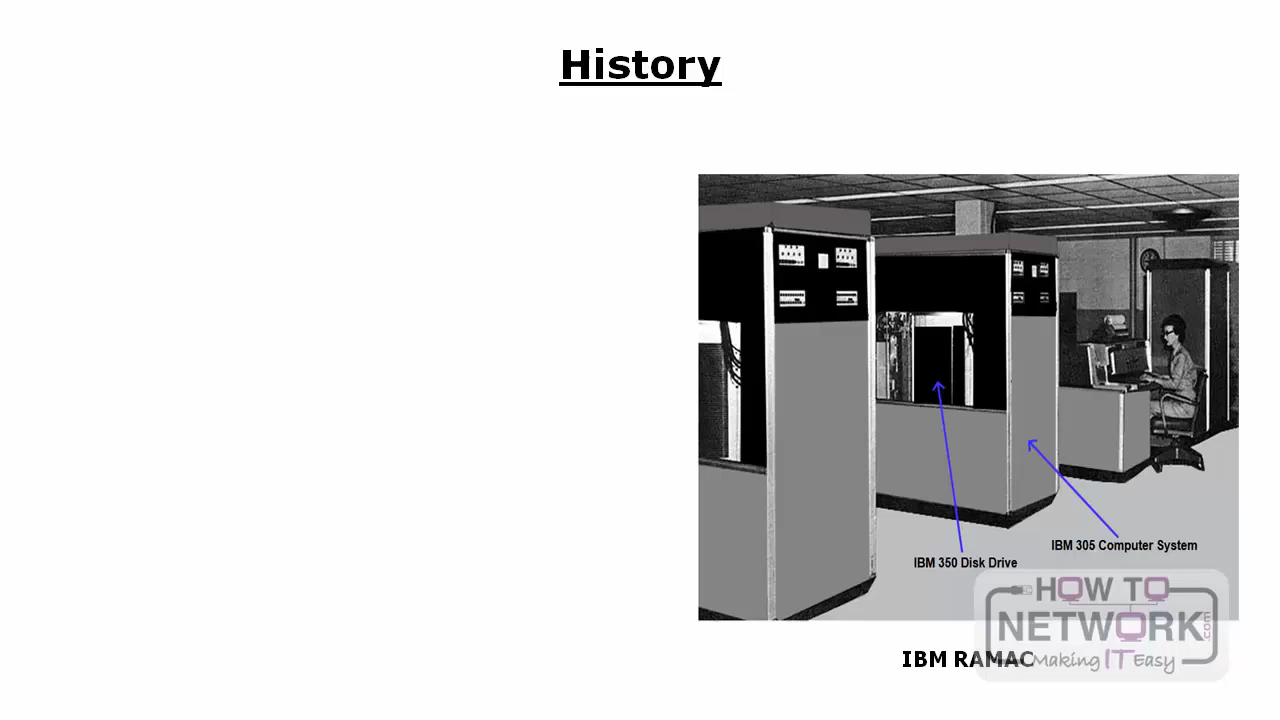 History
IBM 305 Computer System
IBM 350 Disk Drive
HOW TO
NETWORK.com
IBM RAMAC
Making IT Easy